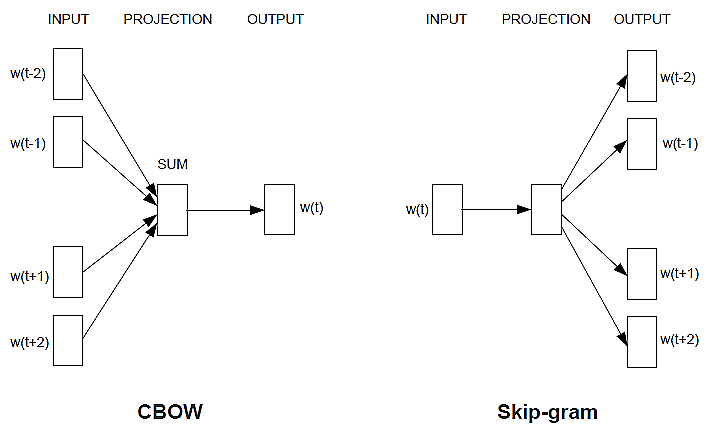 INPUT PROJECTION OUTPUT
w(t-2)
w(t-1)
SUM
w(t)
w(t+1)
w(t+2)
CBOW
INPUT PROJECTION OUTPUT
w(t-2)
w(t-1)
w(t)
w(t+1)
w(t+2)
Skip-gram